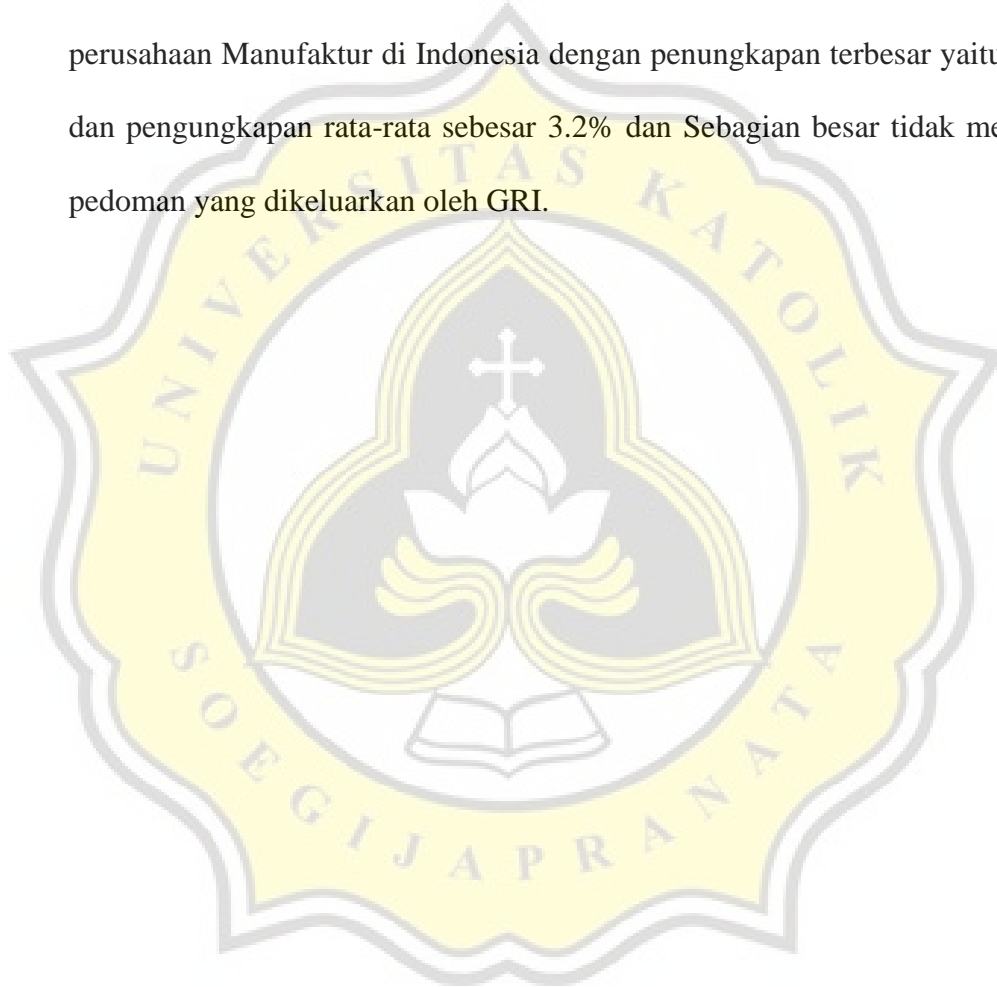 perusahaan Manufaktur di Indonesia dengan penungkapan terbesar yaitu
dan pengungkapan rata-rata sebesar 3.2% dan Sebagian besar tidak me
pedoman yang dikeluarkan oleh GRI.
UNIVERSITAS KATOLIK
SOEGIJAPRANATA